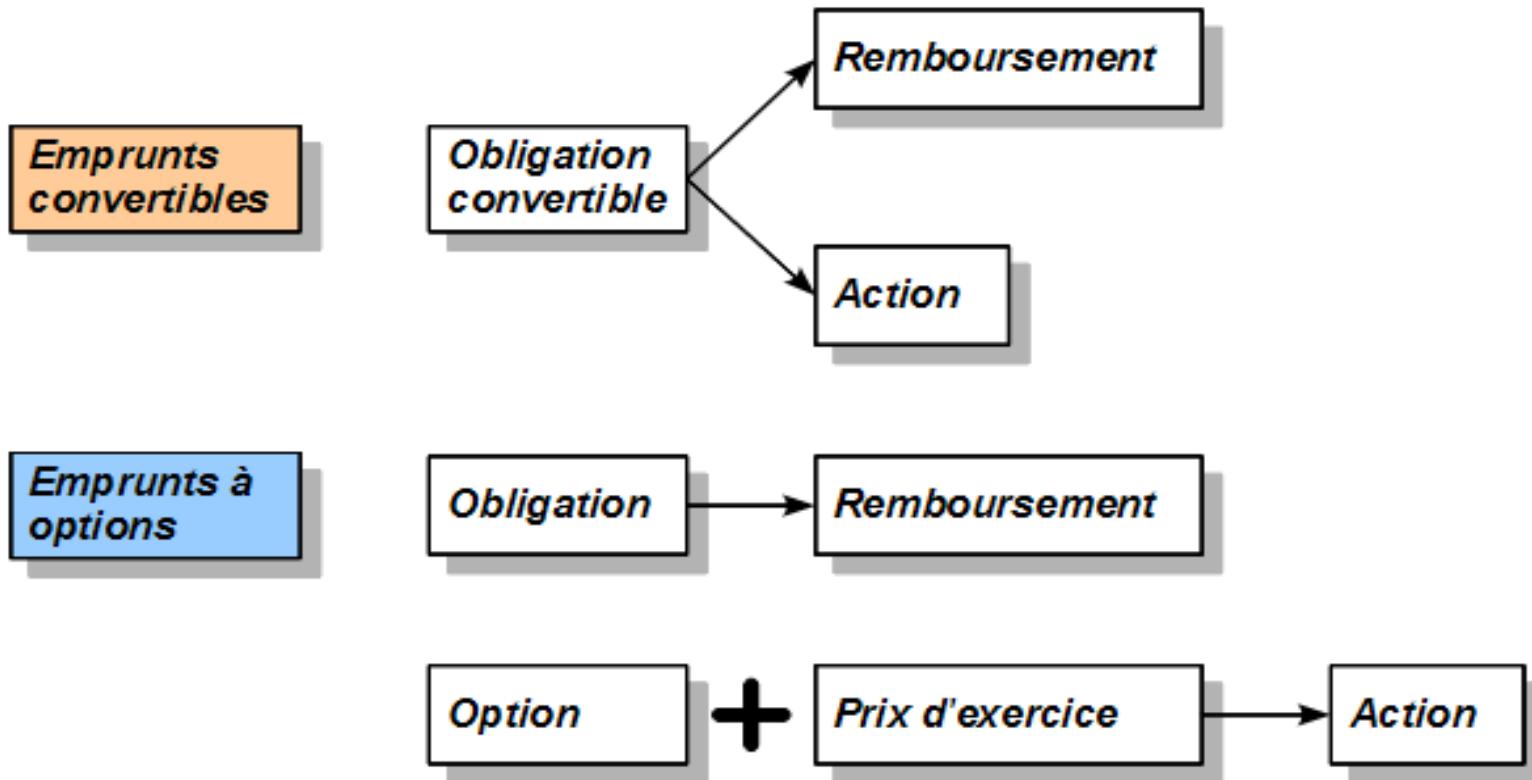 Remboursement
Emprunts
convertibles
Obligation
convertible
Action
Emprunts à
options
Obligation
Remboursement
Option
+
Prix d'exercice
Action